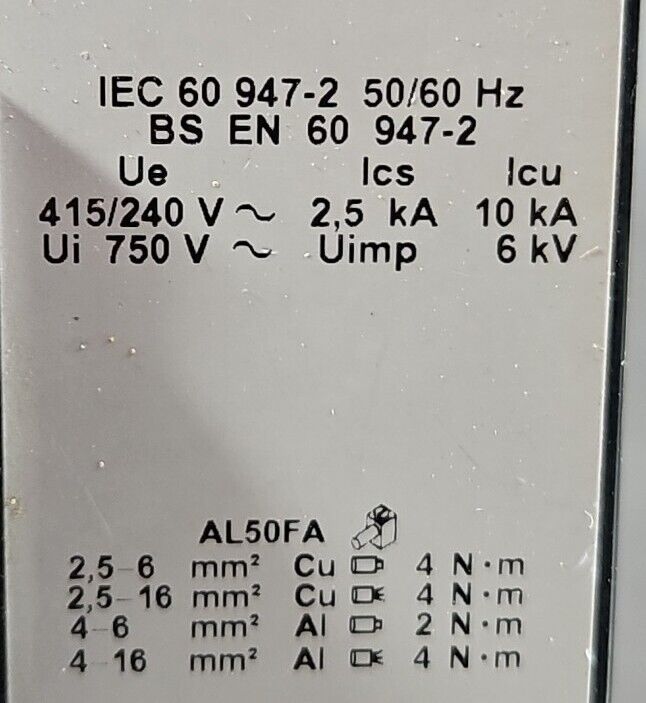 IEC 60 947-2 50/60 Hz
BS EN 60 947-2
Ue Ics Icu
415/240 V ~ 2,5 kA 10 kA
Ui 750 V ~ Uimp 6 kV
AL50FA
2,5-6 mm² Cu 4 N·m
2,5-16 mm² Cu 4 N·m
4-6 mm² Al 2 N·m
4-16 mm² Al 4 N·m